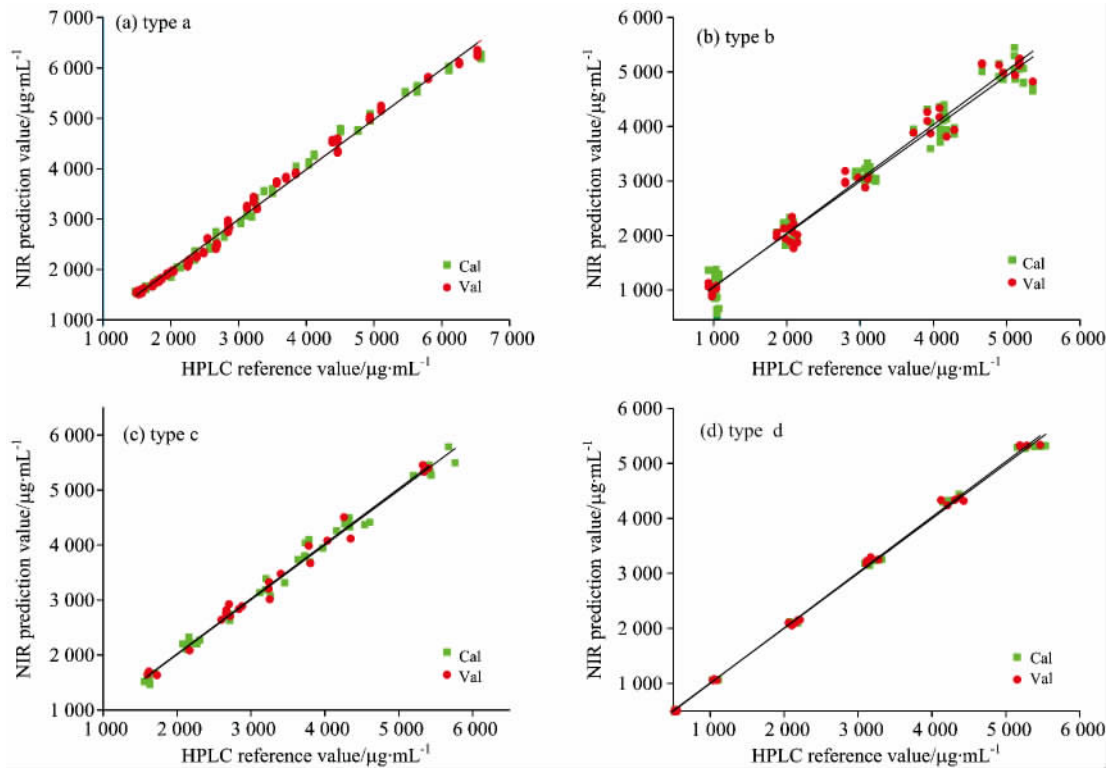 (a) type a
NIR prediction value/μg·mL⁻¹
7 000
6 000
5 000
4 000
3 000
2 000
1 000
Cal
Val
1 000 2 000 3 000 4 000 5 000 6 000 7 000
HPLC reference value/μg·mL⁻¹
(b) type b
NIR prediction value/μg·mL⁻¹
6 000
5 000
4 000
3 000
2 000
1 000
Cal
Val
1 000 2 000 3 000 4 000 5 000 6 000
HPLC reference value/μg·mL⁻¹
(c) type c
NIR prediction value/μg·mL⁻¹
6 000
5 000
4 000
3 000
2 000
1 000
Cal
Val
1 000 2 000 3 000 4 000 5 000 6 000
HPLC reference value/μg·mL⁻¹
(d) type d
NIR prediction value/μg·mL⁻¹
6 000
5 000
4 000
3 000
2 000
1 000
Cal
Val
1 000 2 000 3 000 4 000 5 000 6 000
HPLC reference value/μg·mL⁻¹